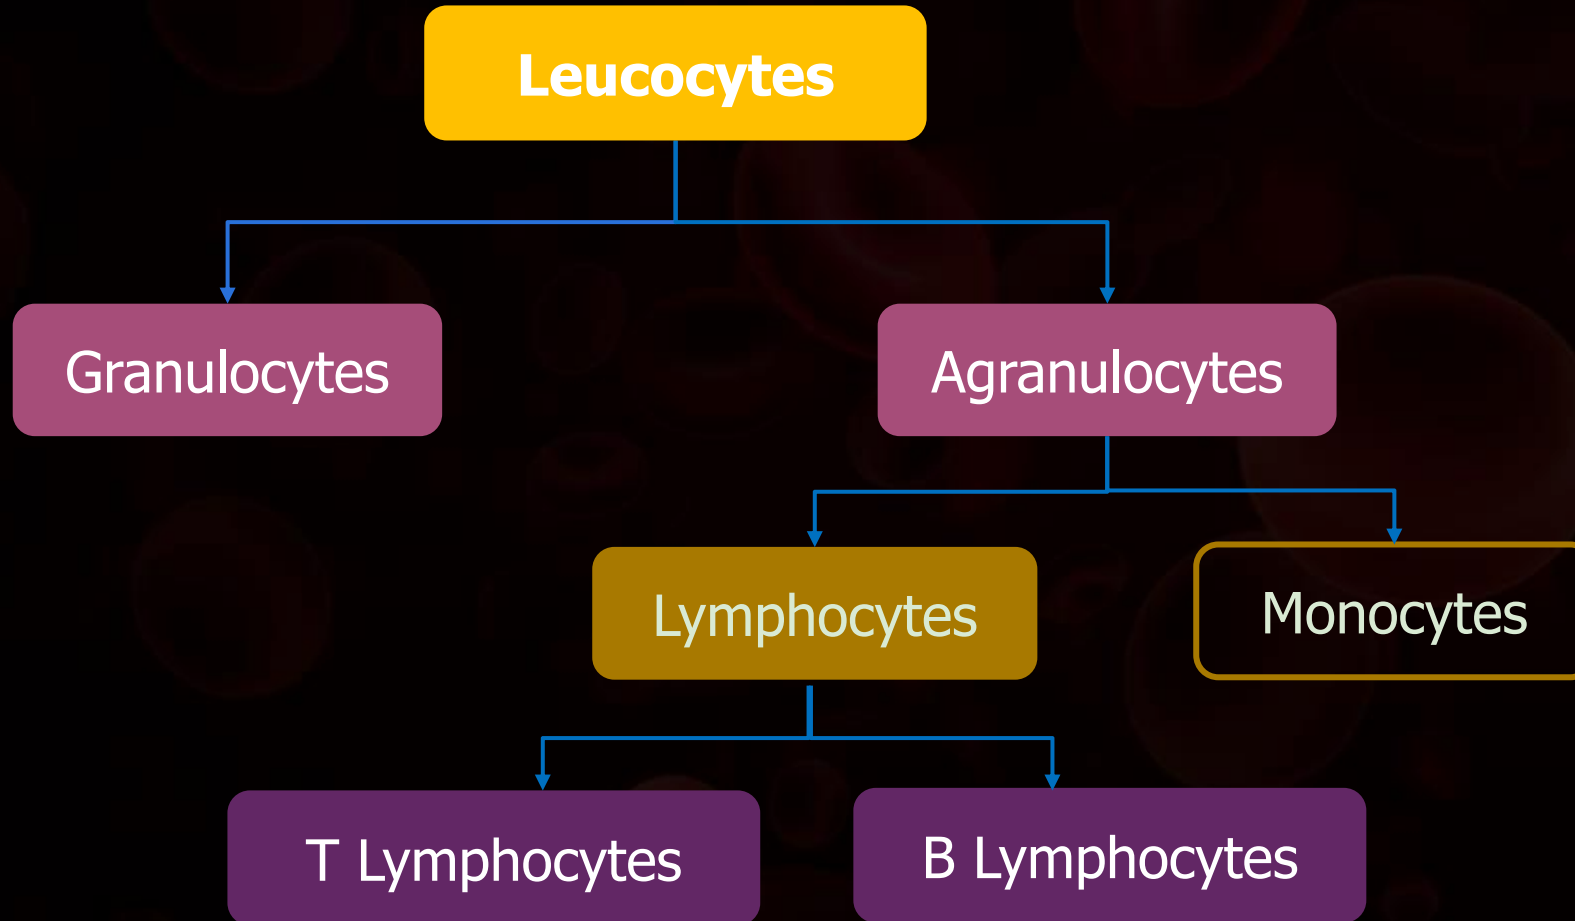 Leucocytes
Granulocytes
Agranulocytes
Lymphocytes
Monocytes
T Lymphocytes
B Lymphocytes